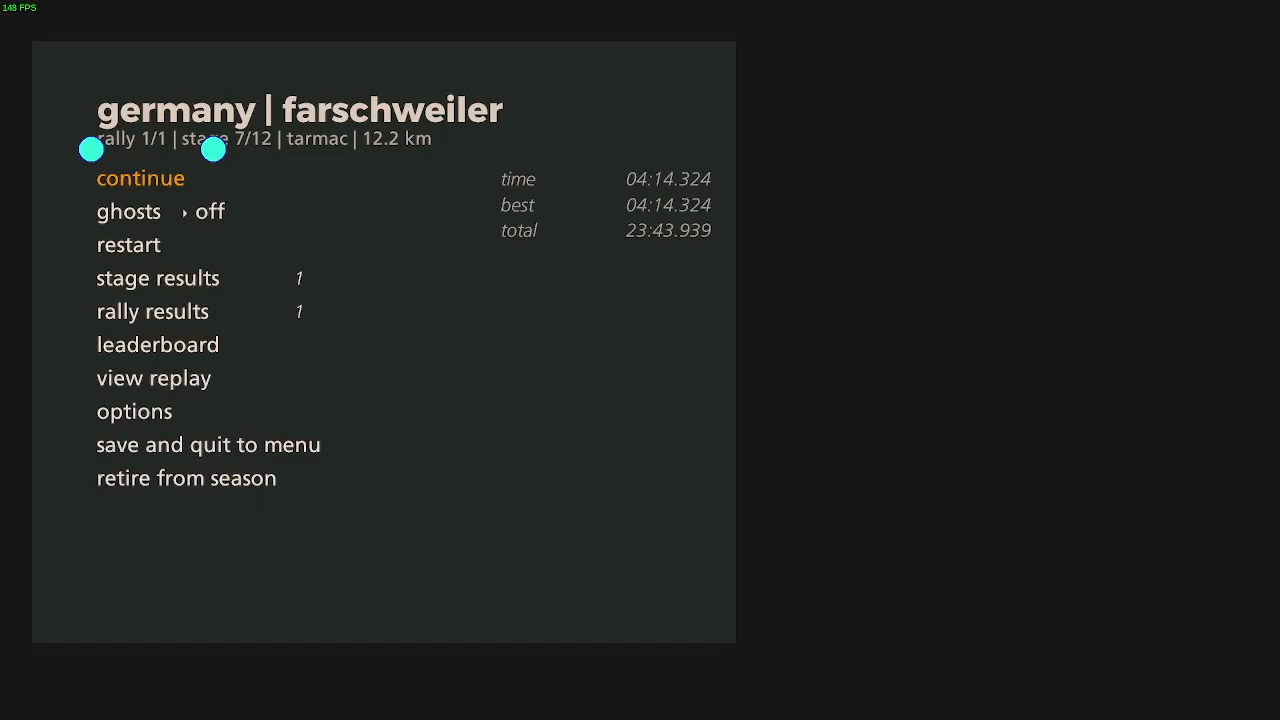 148 FPS
germany | farschweiler
rally 1/1 | stage 7/12 | tarmac | 12.2 km
continue
time 04:14.324
ghosts › off
best 04:14.324
total 23:43.939
restart
stage results 1
rally results 1
leaderboard
view replay
options
save and quit to menu
retire from season